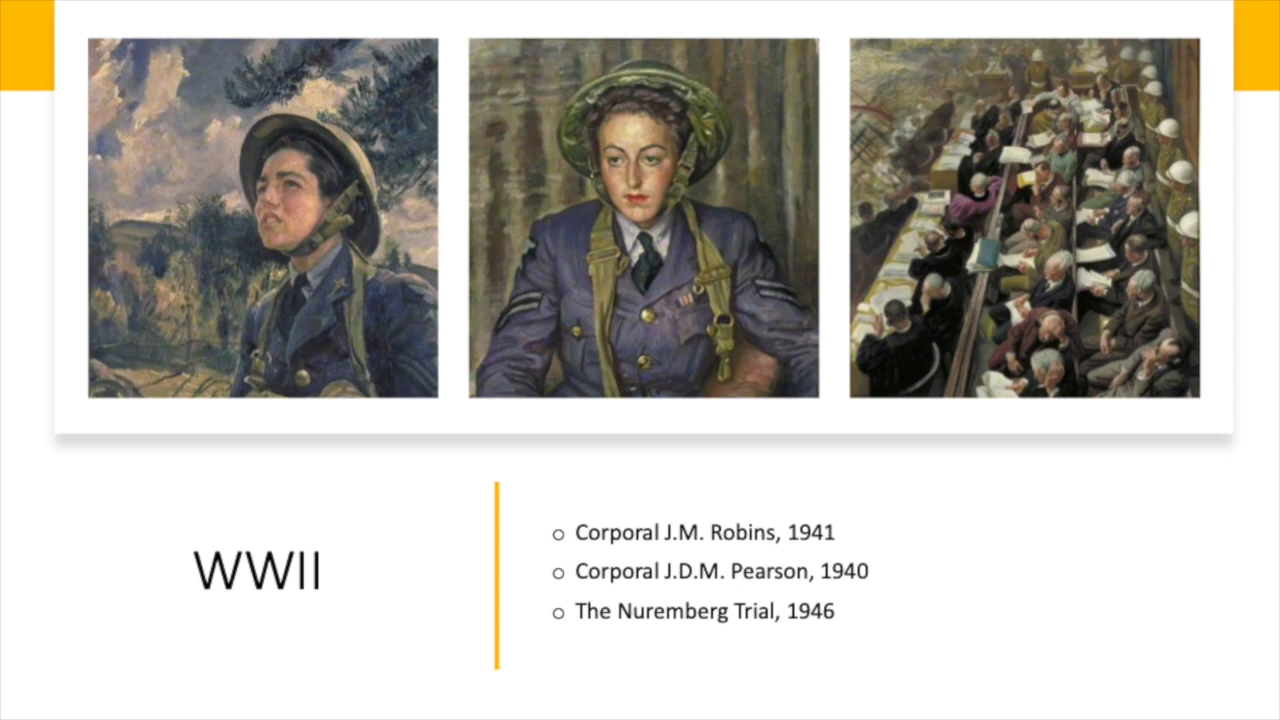 WWII
Corporal J.M. Robins, 1941
Corporal J.D.M. Pearson, 1940
The Nuremberg Trial, 1946